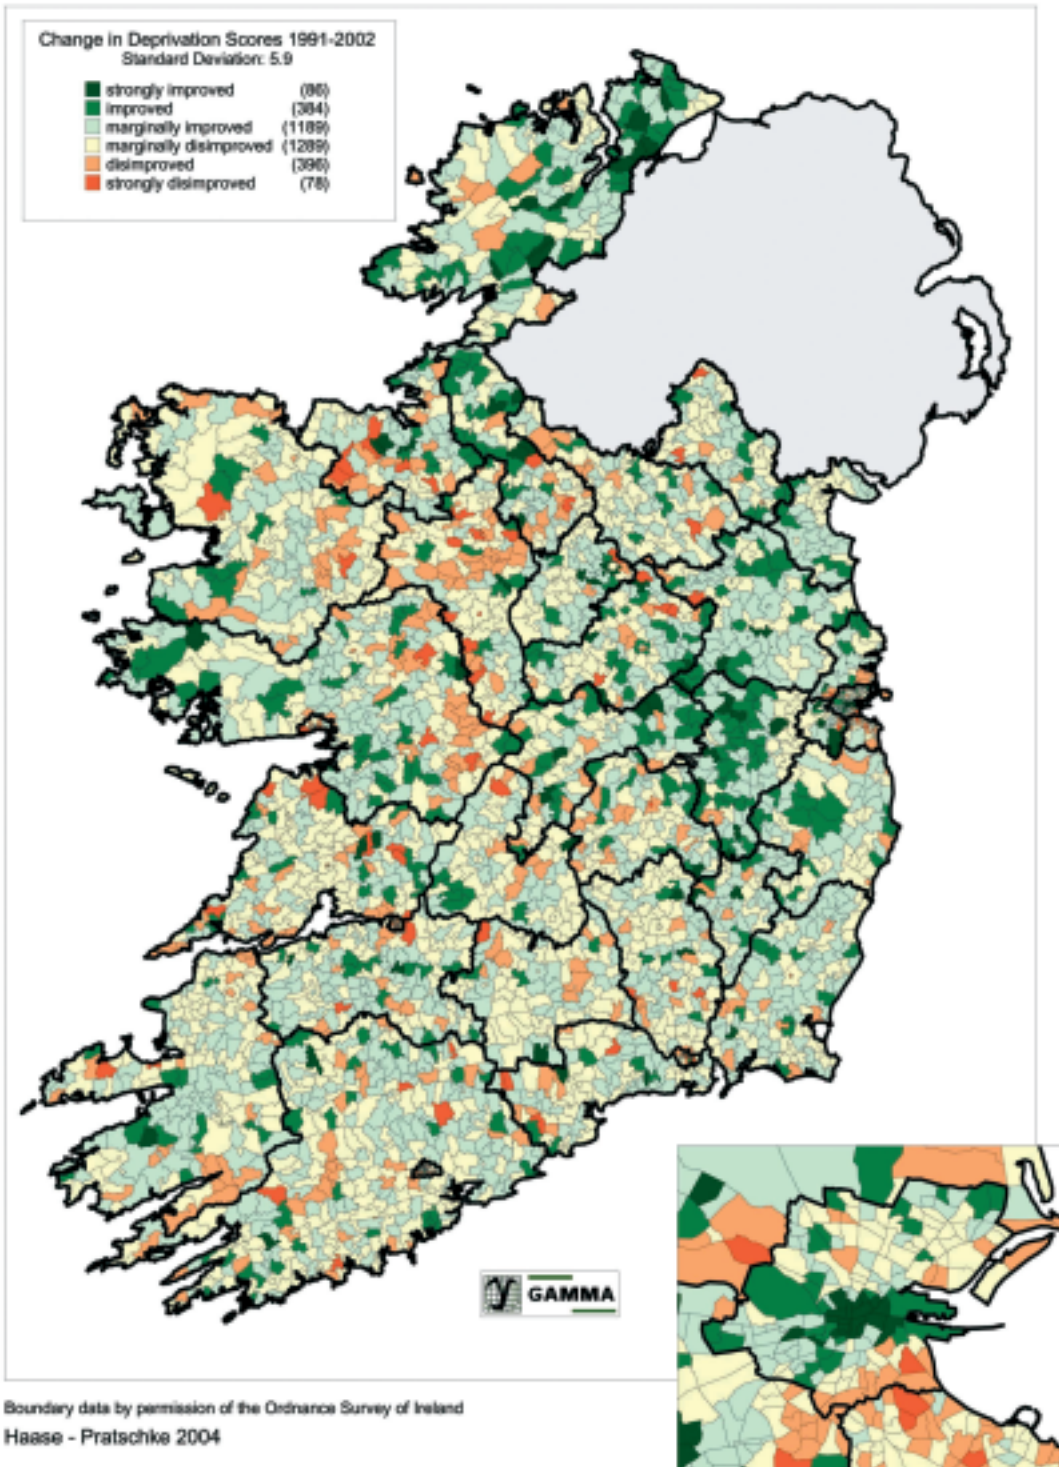 Change in Deprivation Scores 1991-2002
Standard Deviation: 5.9
strongly improved (86)
improved (384)
marginally improved (1189)
marginally disimproved (1289)
disimproved (396)
strongly disimproved (78)
GAMMA
Boundary data by permission of the Ordnance Survey of Ireland
Haase - Pratschke 2004